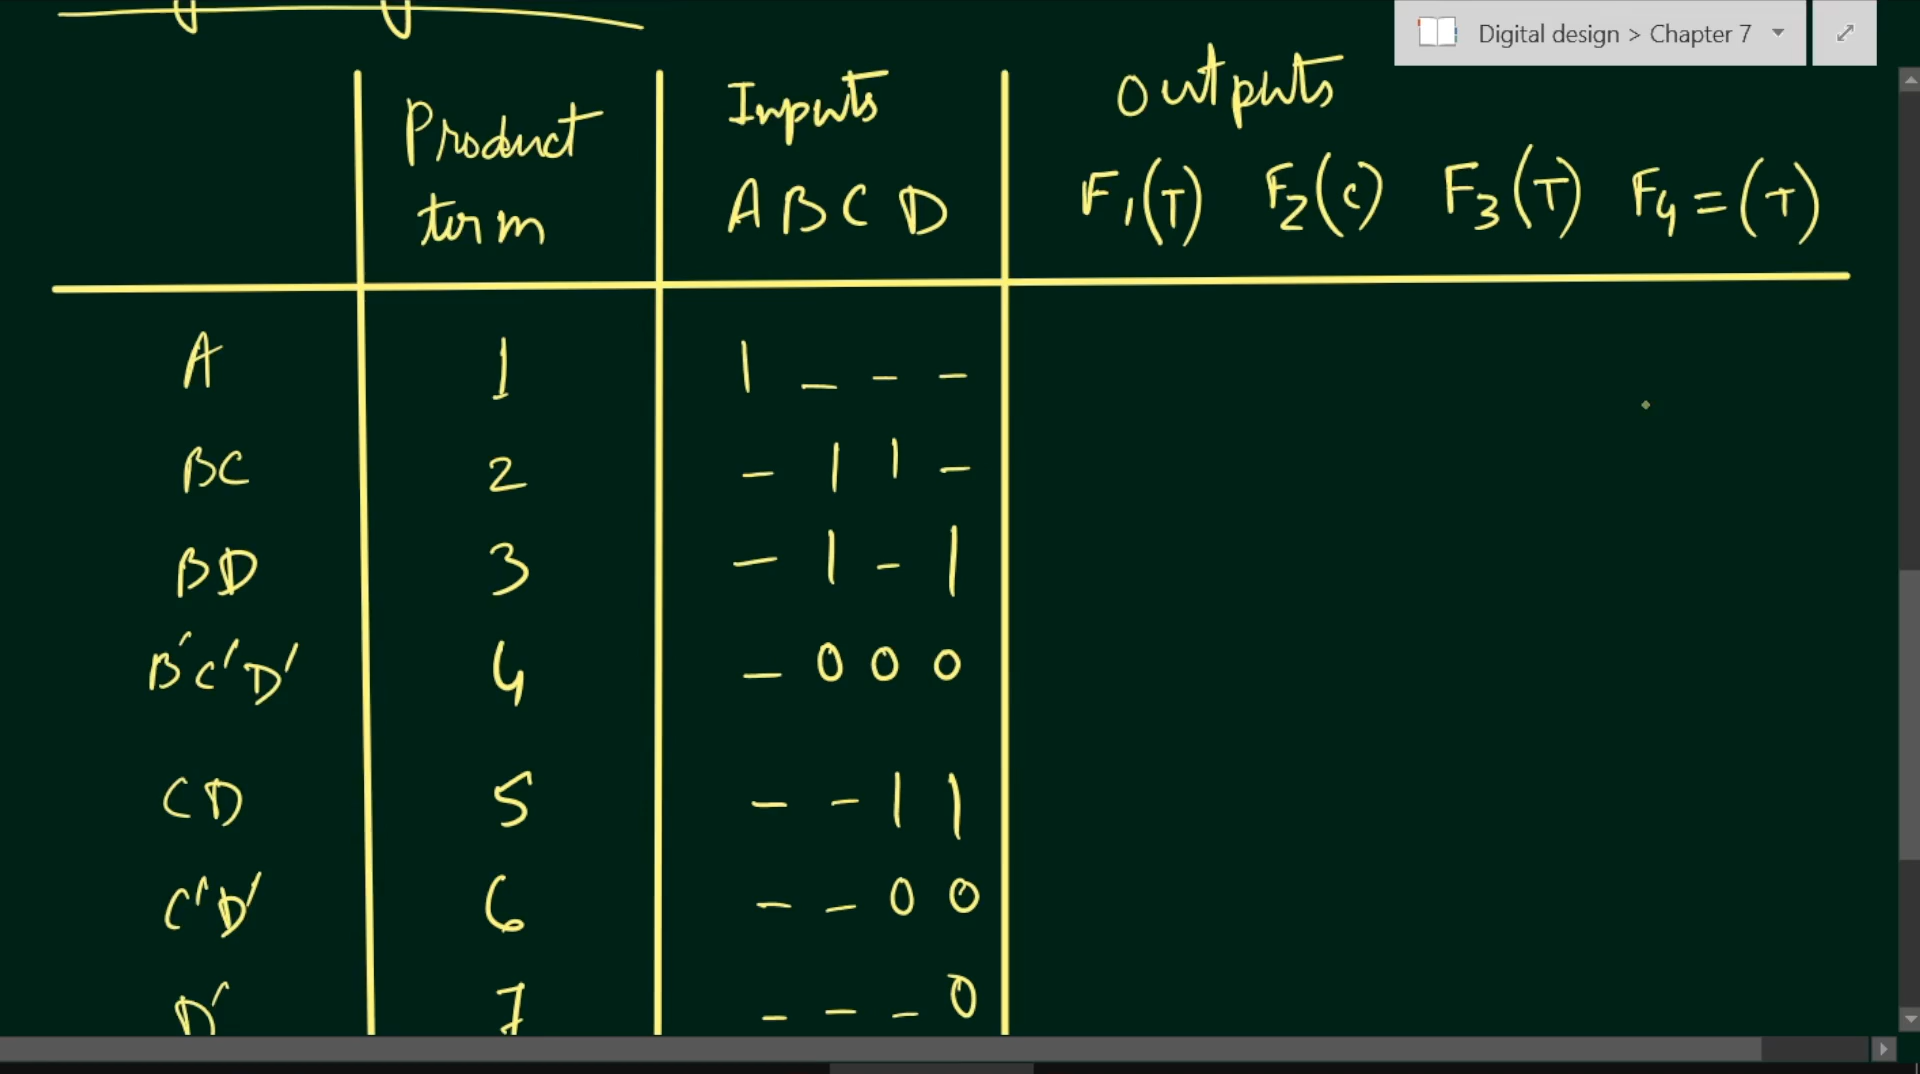 Digital design > Chapter 7
Product term Inputs Outputs
A B C D F1(T) F2(C) F3(T) F4=(T)
A 1 1 - - -
BC 2 - 1 1 -
BD 3 - 1 - 1
B'C'D' 4 - 0 0 0
CD 5 - - 1 1
C'D' 6 - - 0 0
D' 7 - - - 0